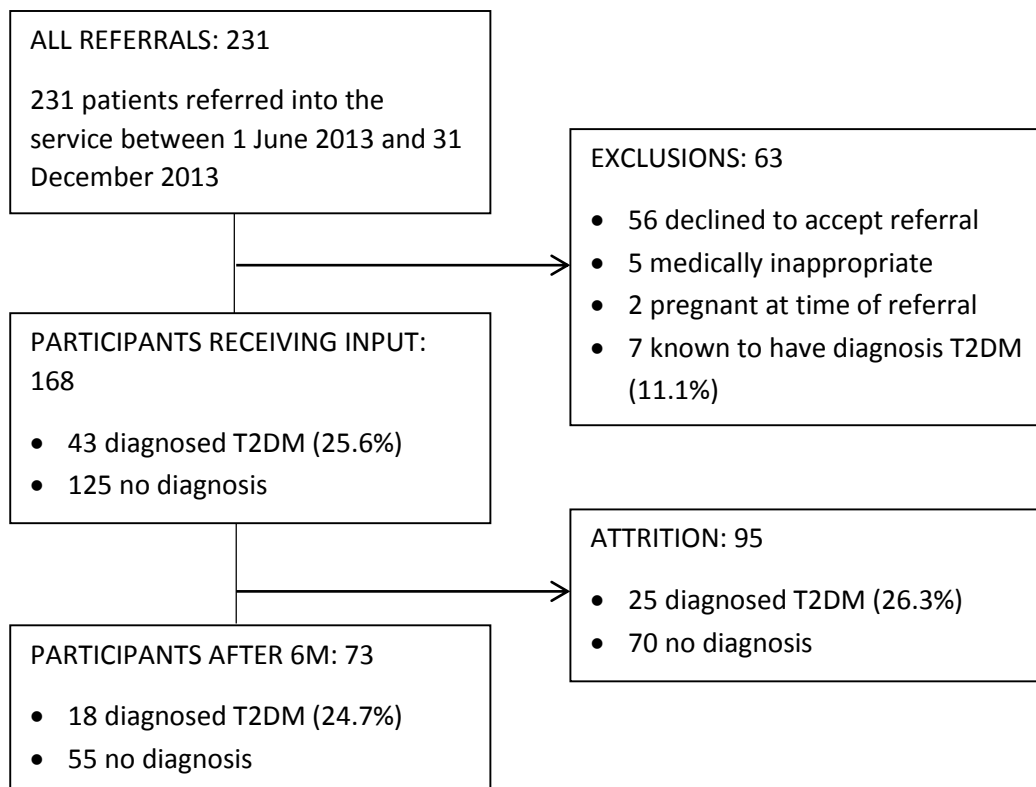 ALL REFERRALS: 231
231 patients referred into the
service between 1 June 2013 and 31
December 2013
EXCLUSIONS: 63
• 56 declined to accept referral
• 5 medically inappropriate
• 2 pregnant at time of referral
• 7 known to have diagnosis T2DM
(11.1%)
PARTICIPANTS RECEIVING INPUT:
168
• 43 diagnosed T2DM (25.6%)
• 125 no diagnosis
ATTRITION: 95
• 25 diagnosed T2DM (26.3%)
• 70 no diagnosis
PARTICIPANTS AFTER 6M: 73
• 18 diagnosed T2DM (24.7%)
• 55 no diagnosis